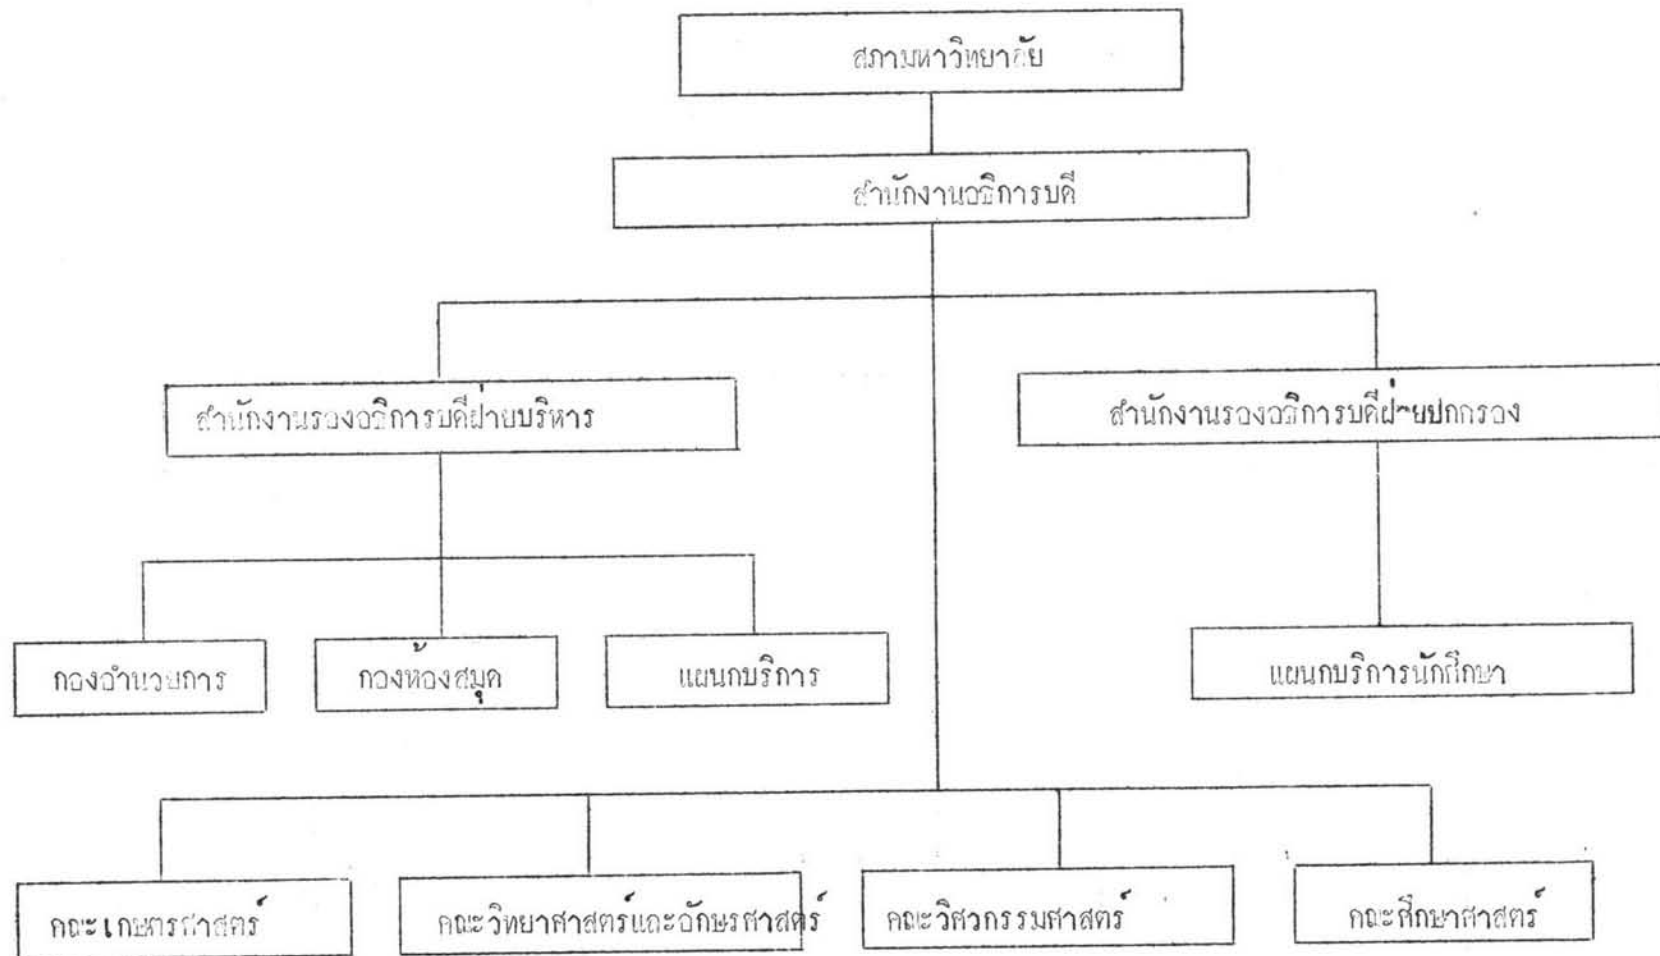 สภามหาวิทยาลัย
สำนักงานอธิการบดี
สำนักงานรองอธิการบดีฝ่ายบริหาร
สำนักงานรองอธิการบดีฝ่ายปกกรอง
กองอำนวยการ
กองห้องสมุด
แผนกบริการ
แผนกบริการนักศึกษา
คณะเกษตรศาสตร์
คณะวิทยาศาสตร์และอักษรศาสตร์
คณะวิศวกรรมศาสตร์
คณะศึกษาศาสตร์